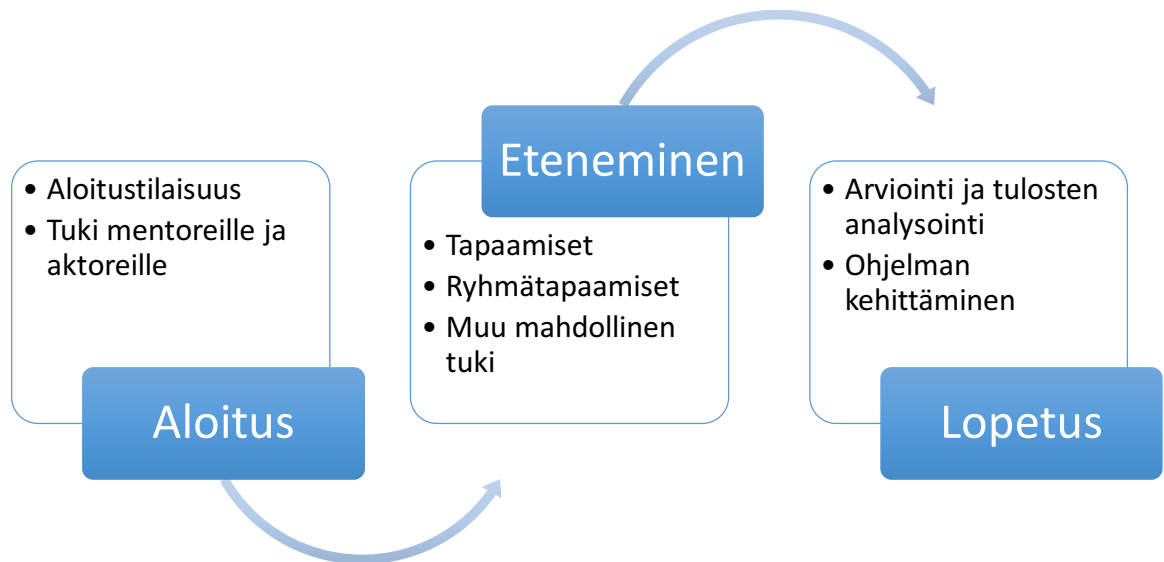 • Aloitustilaisuus
• Tuki mentoreille ja
aktoreille
Aloitus
Eteneminen
• Tapaamiset
• Ryhmätapaamiset
• Muu mahdollinen
tuki
• Arviointi ja tulosten
analysointi
• Ohjelman
kehittäminen
Lopetus